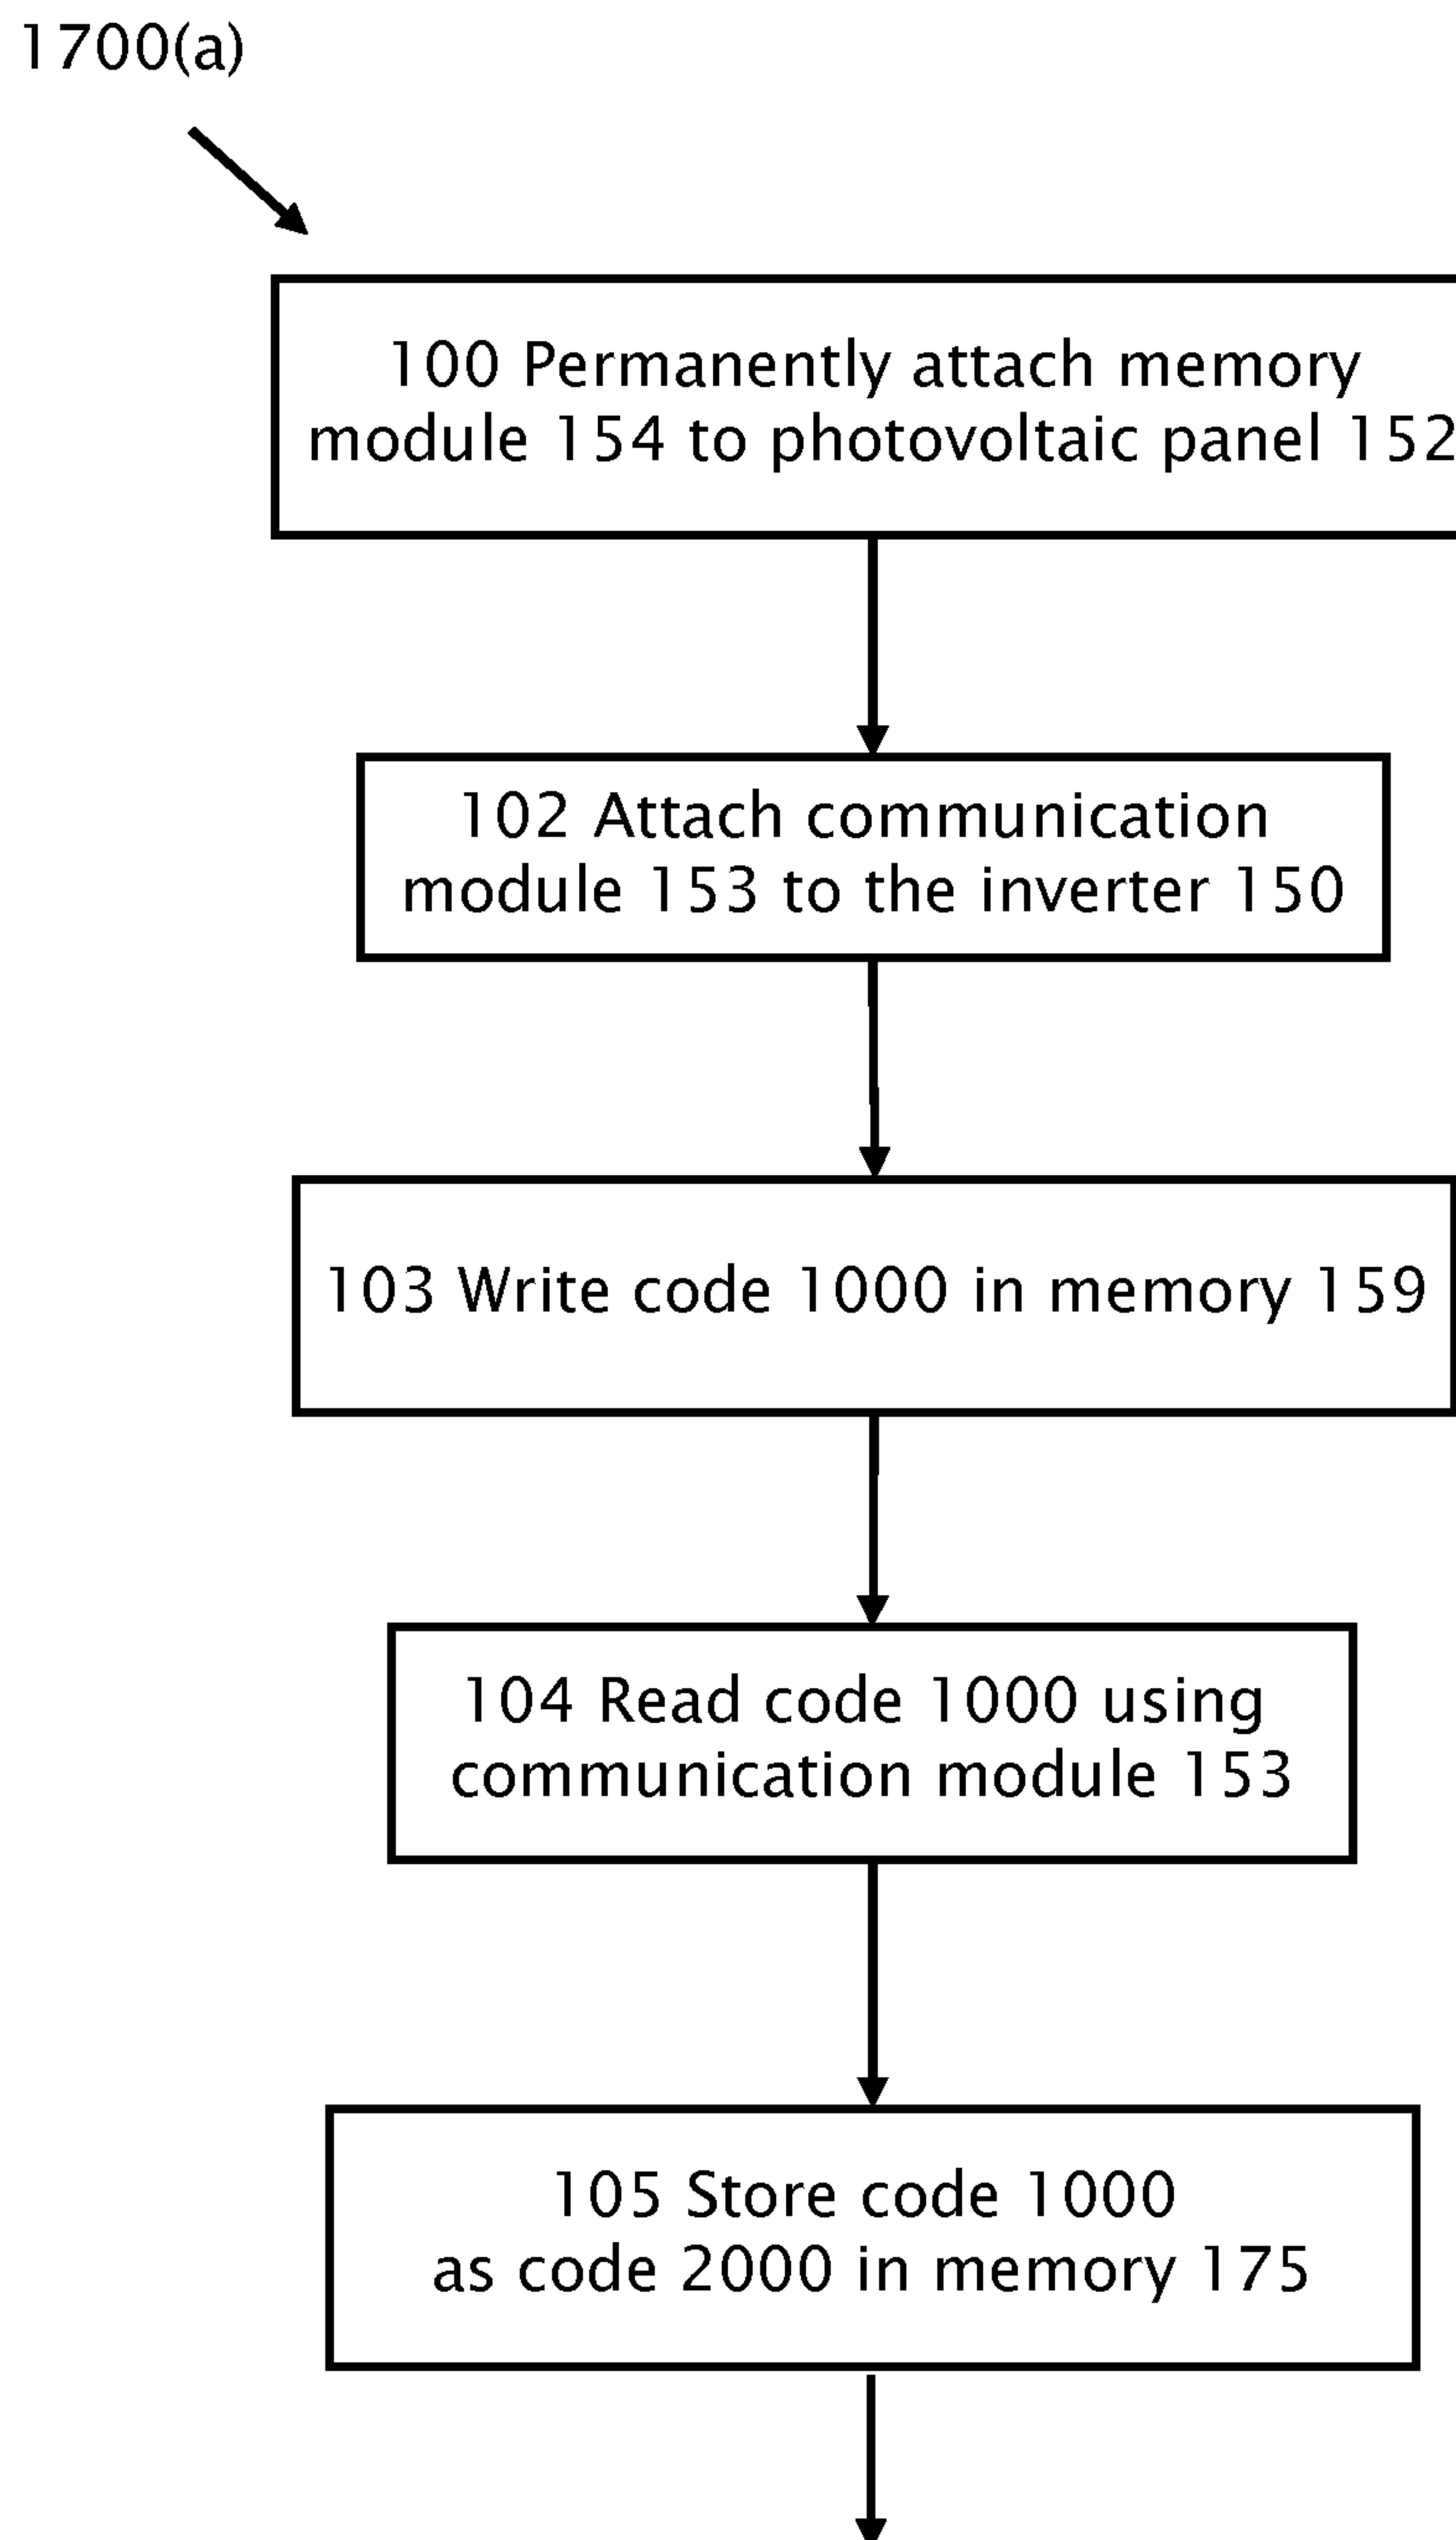 1700(a)
100 Permanently attach memory
module 154 to photovoltaic panel 152
102 Attach communication
module 153 to the inverter 150
103 Write code 1000 in memory 159
104 Read code 1000 using
communication module 153
105 Store code 1000
as code 2000 in memory 175